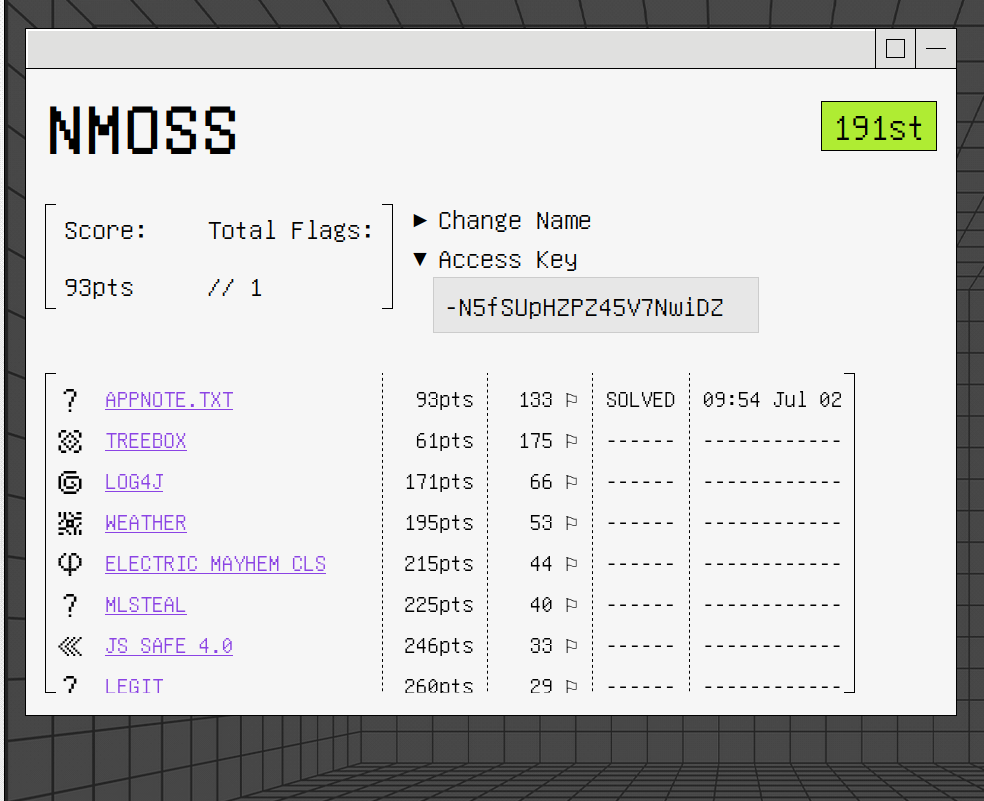 NMOSS
191st
Score: Total Flags:
93pts // 1
▶ Change Name
▼ Access Key
-N5fSUpHZPZ45V7NwiDZ
? APPNOTE.TXT 93pts 133 ⚐ SOLVED 09:54 Jul 02
TREEBOX 61pts 175 ⚐ ------ ------------
LOG4J 171pts 66 ⚐ ------ ------------
WEATHER 195pts 53 ⚐ ------ ------------
ELECTRIC MAYHEM CLS 215pts 44 ⚐ ------ ------------
? MLSTEAL 225pts 40 ⚐ ------ ------------
JS SAFE 4.0 246pts 33 ⚐ ------ ------------
? LEGIT 260pts 29 ⚐ ------ ------------